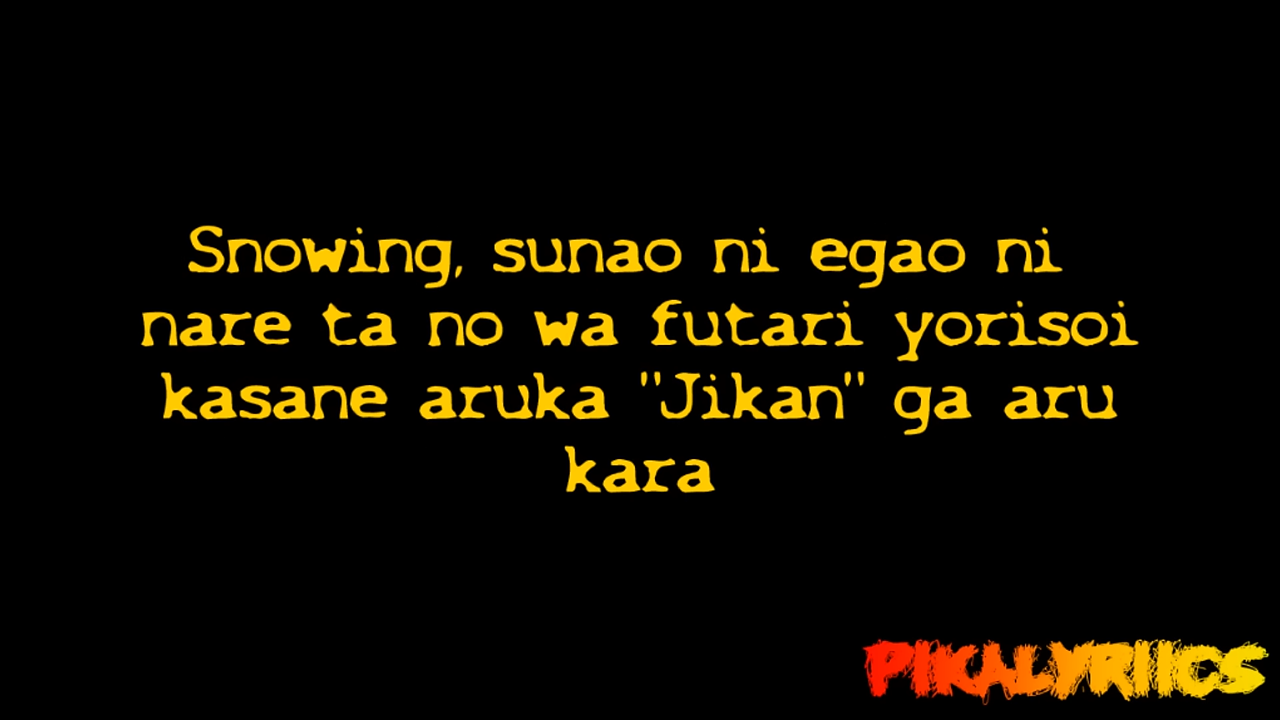 Snowing, sunao ni egao ni
nare ta no wa futari yorisoi
kasane aruka "Jikan" ga aru
kara
PIKALYRIICS